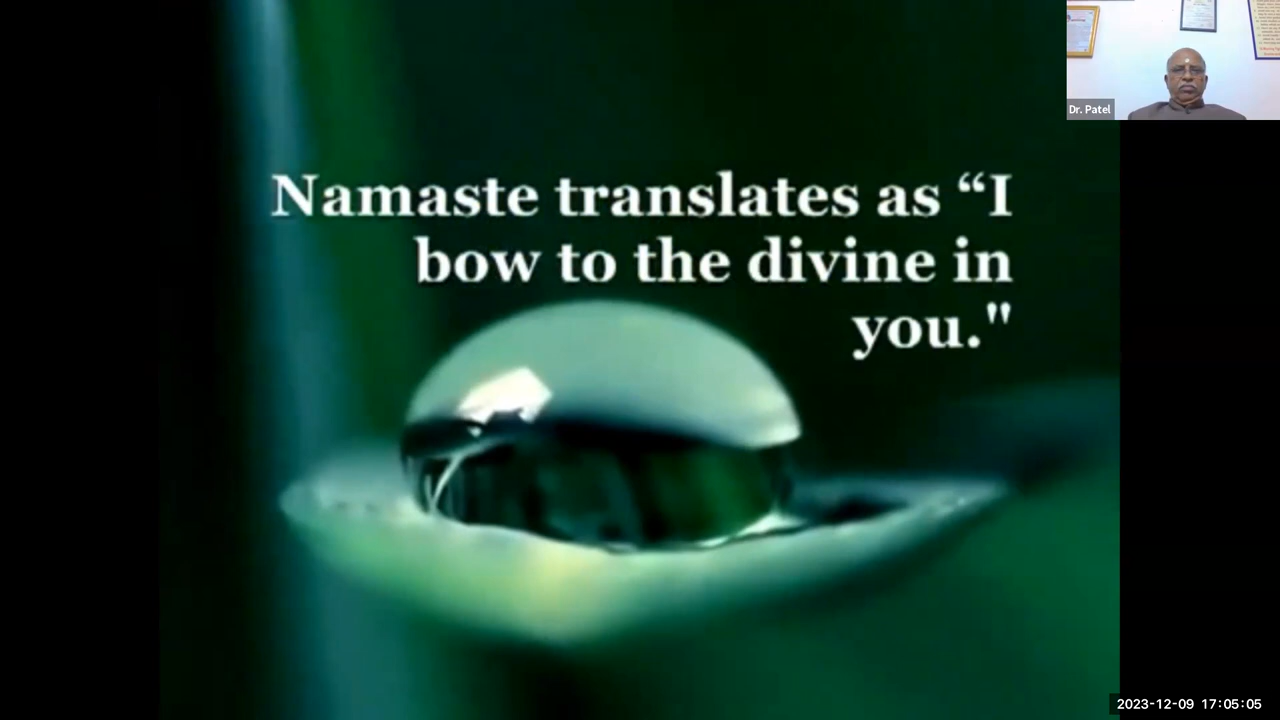 Namaste translates as “I
bow to the divine in
you."
Dr. Patel
2023-12-09 17:05:05